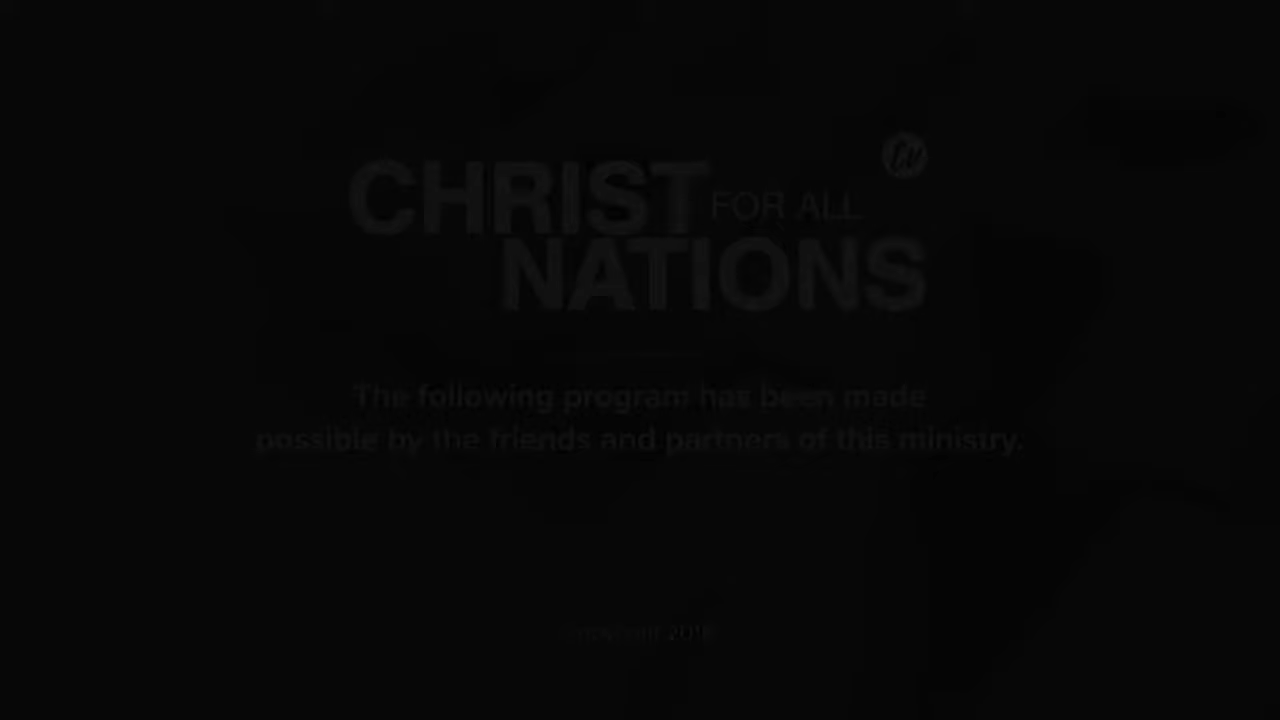 tv
CHRIST FOR ALL
NATIONS
The following program has been made
possible by the friends and partners of this ministry.